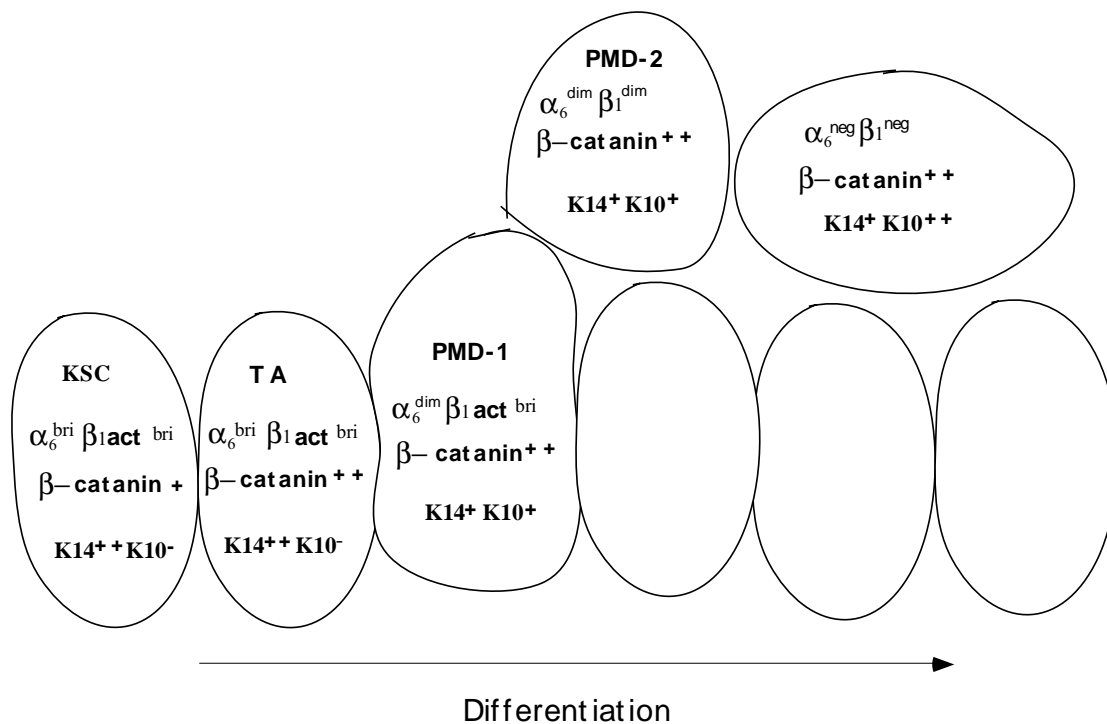 PMD-2
α₆ᵈⁱᵐ β₁ᵈⁱᵐ
β–catanin⁺⁺
K14⁺ K10⁺
α₆ⁿᵉᵍ β₁ⁿᵉᵍ
β–catanin⁺⁺
K14⁺ K10⁺⁺
KSC
α₆ᵇʳⁱ β₁act ᵇʳⁱ
β–catanin +
K14⁺⁺ K10⁻
TA
α₆ᵇʳⁱ β₁act ᵇʳⁱ
β–catanin⁺⁺
K14⁺⁺ K10⁻
PMD-1
α₆ᵈⁱᵐ β₁act ᵇʳⁱ
β– catanin⁺⁺
K14⁺ K10⁺
Differentiation